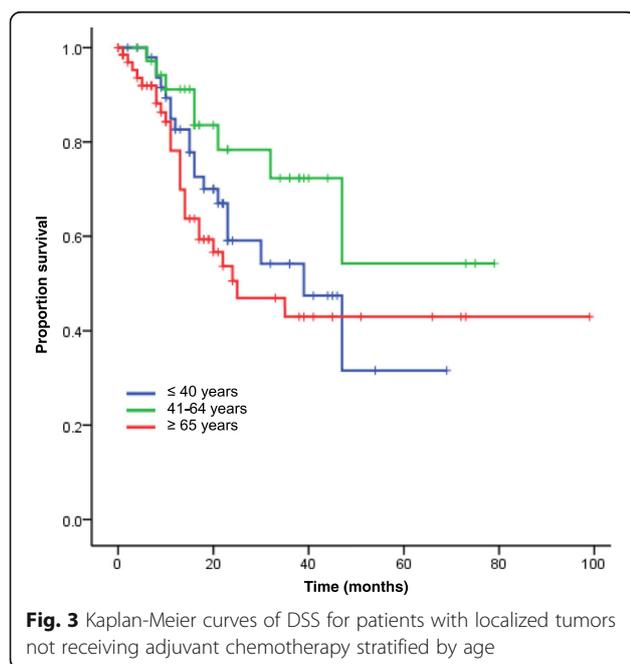 1.0
0.8
0.6
0.4
0.2
0.0
Proportion survival
≤ 40 years
41-64 years
≥ 65 years
0 20 40 60 80 100
Time (months)
Fig. 3 Kaplan-Meier curves of DSS for patients with localized tumors
not receiving adjuvant chemotherapy stratified by age